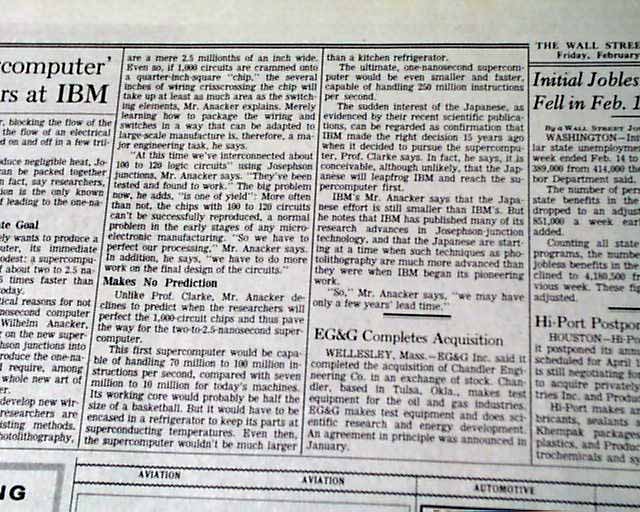 rcomputer'
rs at IBM
r, blocking the flow of the
the flow of an electrical
d on and off in a few tril-
oduce negligible heat, Jo-
can be packed together
n fact, say researchers,
tion is the only known
leading to the one-na-
ate Goal
ely wants to produce a
uter, its immediate
odest: a supercompu-
about two to 2.5 na-
times faster than
oday.
tical reasons for not
nosecond computer
Wilhelm Anacker,
g on the new super-
phson junctions into
produce the one-na-
d require, among
whole new art of
er.
develop new wir-
researchers are
isting methods.
hotolithography,
are a mere 2.5 millionths of an inch wide.
Even so, if 1,000 circuits are crammed onto
a quarter-inch-square "chip," the several
inches of wiring crisscrossing the chip will
take up at least as much area as the switch-
ing elements, Mr. Anacker explains. Merely
learning how to package the wiring and
switches in a way that can be adapted to
large-scale manufacture is, therefore, a ma-
jor engineering task, he says.
"At this time we've interconnected about
100 to 120 logic circuits" using Josephson
junctions, Mr. Anacker says. "They've been
tested and found to work." The big problem
now, he adds, "is one of yield": More often
than not, the chips with 100 to 120 circuits
can't be successfully reproduced, a normal
problem in the early stages of any micro-
electronic manufacturing. "So we have to
perfect our processing," Mr. Anacker says.
In addition, he says, "we have to do more
work on the final design of the circuits."
Makes No Prediction
Unlike Prof. Clarke, Mr. Anacker de-
clines to predict when the researchers will
perfect the 1,000-circuit chips and thus pave
the way for the two-to-2.5-nanosecond super-
computer.
This first supercomputer would be capa-
ble of handling 70 million to 100 million in-
structions per second, compared with seven
million to 10 million for today's machines.
Its working core would probably be half the
size of a basketball. But it would have to be
encased in a refrigerator to keep its parts at
superconducting temperatures. Even then,
the supercomputer wouldn't be much larger
than a kitchen refrigerator.
The ultimate, one-nanosecond supercom-
puter would be even smaller and faster,
capable of handling 250 million instructions
per second.
The sudden interest of the Japanese, as
evidenced by their recent scientific publica-
tions, can be regarded as confirmation that
IBM made the right decision 15 years ago
when it decided to pursue the supercompu-
ter, Prof. Clarke says. In fact, he says, it is
conceivable, although unlikely, that the Jap-
anese will leapfrog IBM and reach the su-
percomputer first.
IBM's Mr. Anacker says that the Japa-
nese effort is still smaller than IBM's. But
he notes that IBM has published many of its
research advances in Josephson-junction
technology, and that the Japanese are start-
ing at a time when such techniques as pho-
tolithography are much more advanced than
they were when IBM began its pioneering
work.
"So," Mr. Anacker says, "we may have
only a few years' lead time."
EG&G Completes Acquisition
WELLESLEY, Mass.—EG&G Inc. said it
completed the acquisition of Chandler Engi-
neering Co. in an exchange of stock. Chan-
dler, based in Tulsa, Okla., makes test
equipment for the oil and gas industries.
EG&G makes test equipment and does sci-
entific research and energy development.
An agreement in principle was announced in
January.
THE WALL STREE
Friday, February
Initial Jobles
Fell in Feb. 1
By a WALL STREET JO
WASHINGTON—Ini
lar state unemployment
week ended Feb. 14 to
389,000 from 414,000 the
bor Department said.
The number of per
state benefits in the
dropped to an adjust
851,000 a week earli
added.
Counting all state
programs, the number
jobless benefits in the
clined to 4,180,500 f
vious week. These fig
adjusted.
Hi-Port Postpo
HOUSTON—Hi-Po
it postponed its ann
scheduled for April 1
is still negotiating for
to acquire privately
tries Inc. and Produ
Hi-Port makes a
bricants, sealants
Khempak package
plastics, and Produc
trochemicals and sy
NG
AVIATION
AVIATION
AUTOMOTIVE